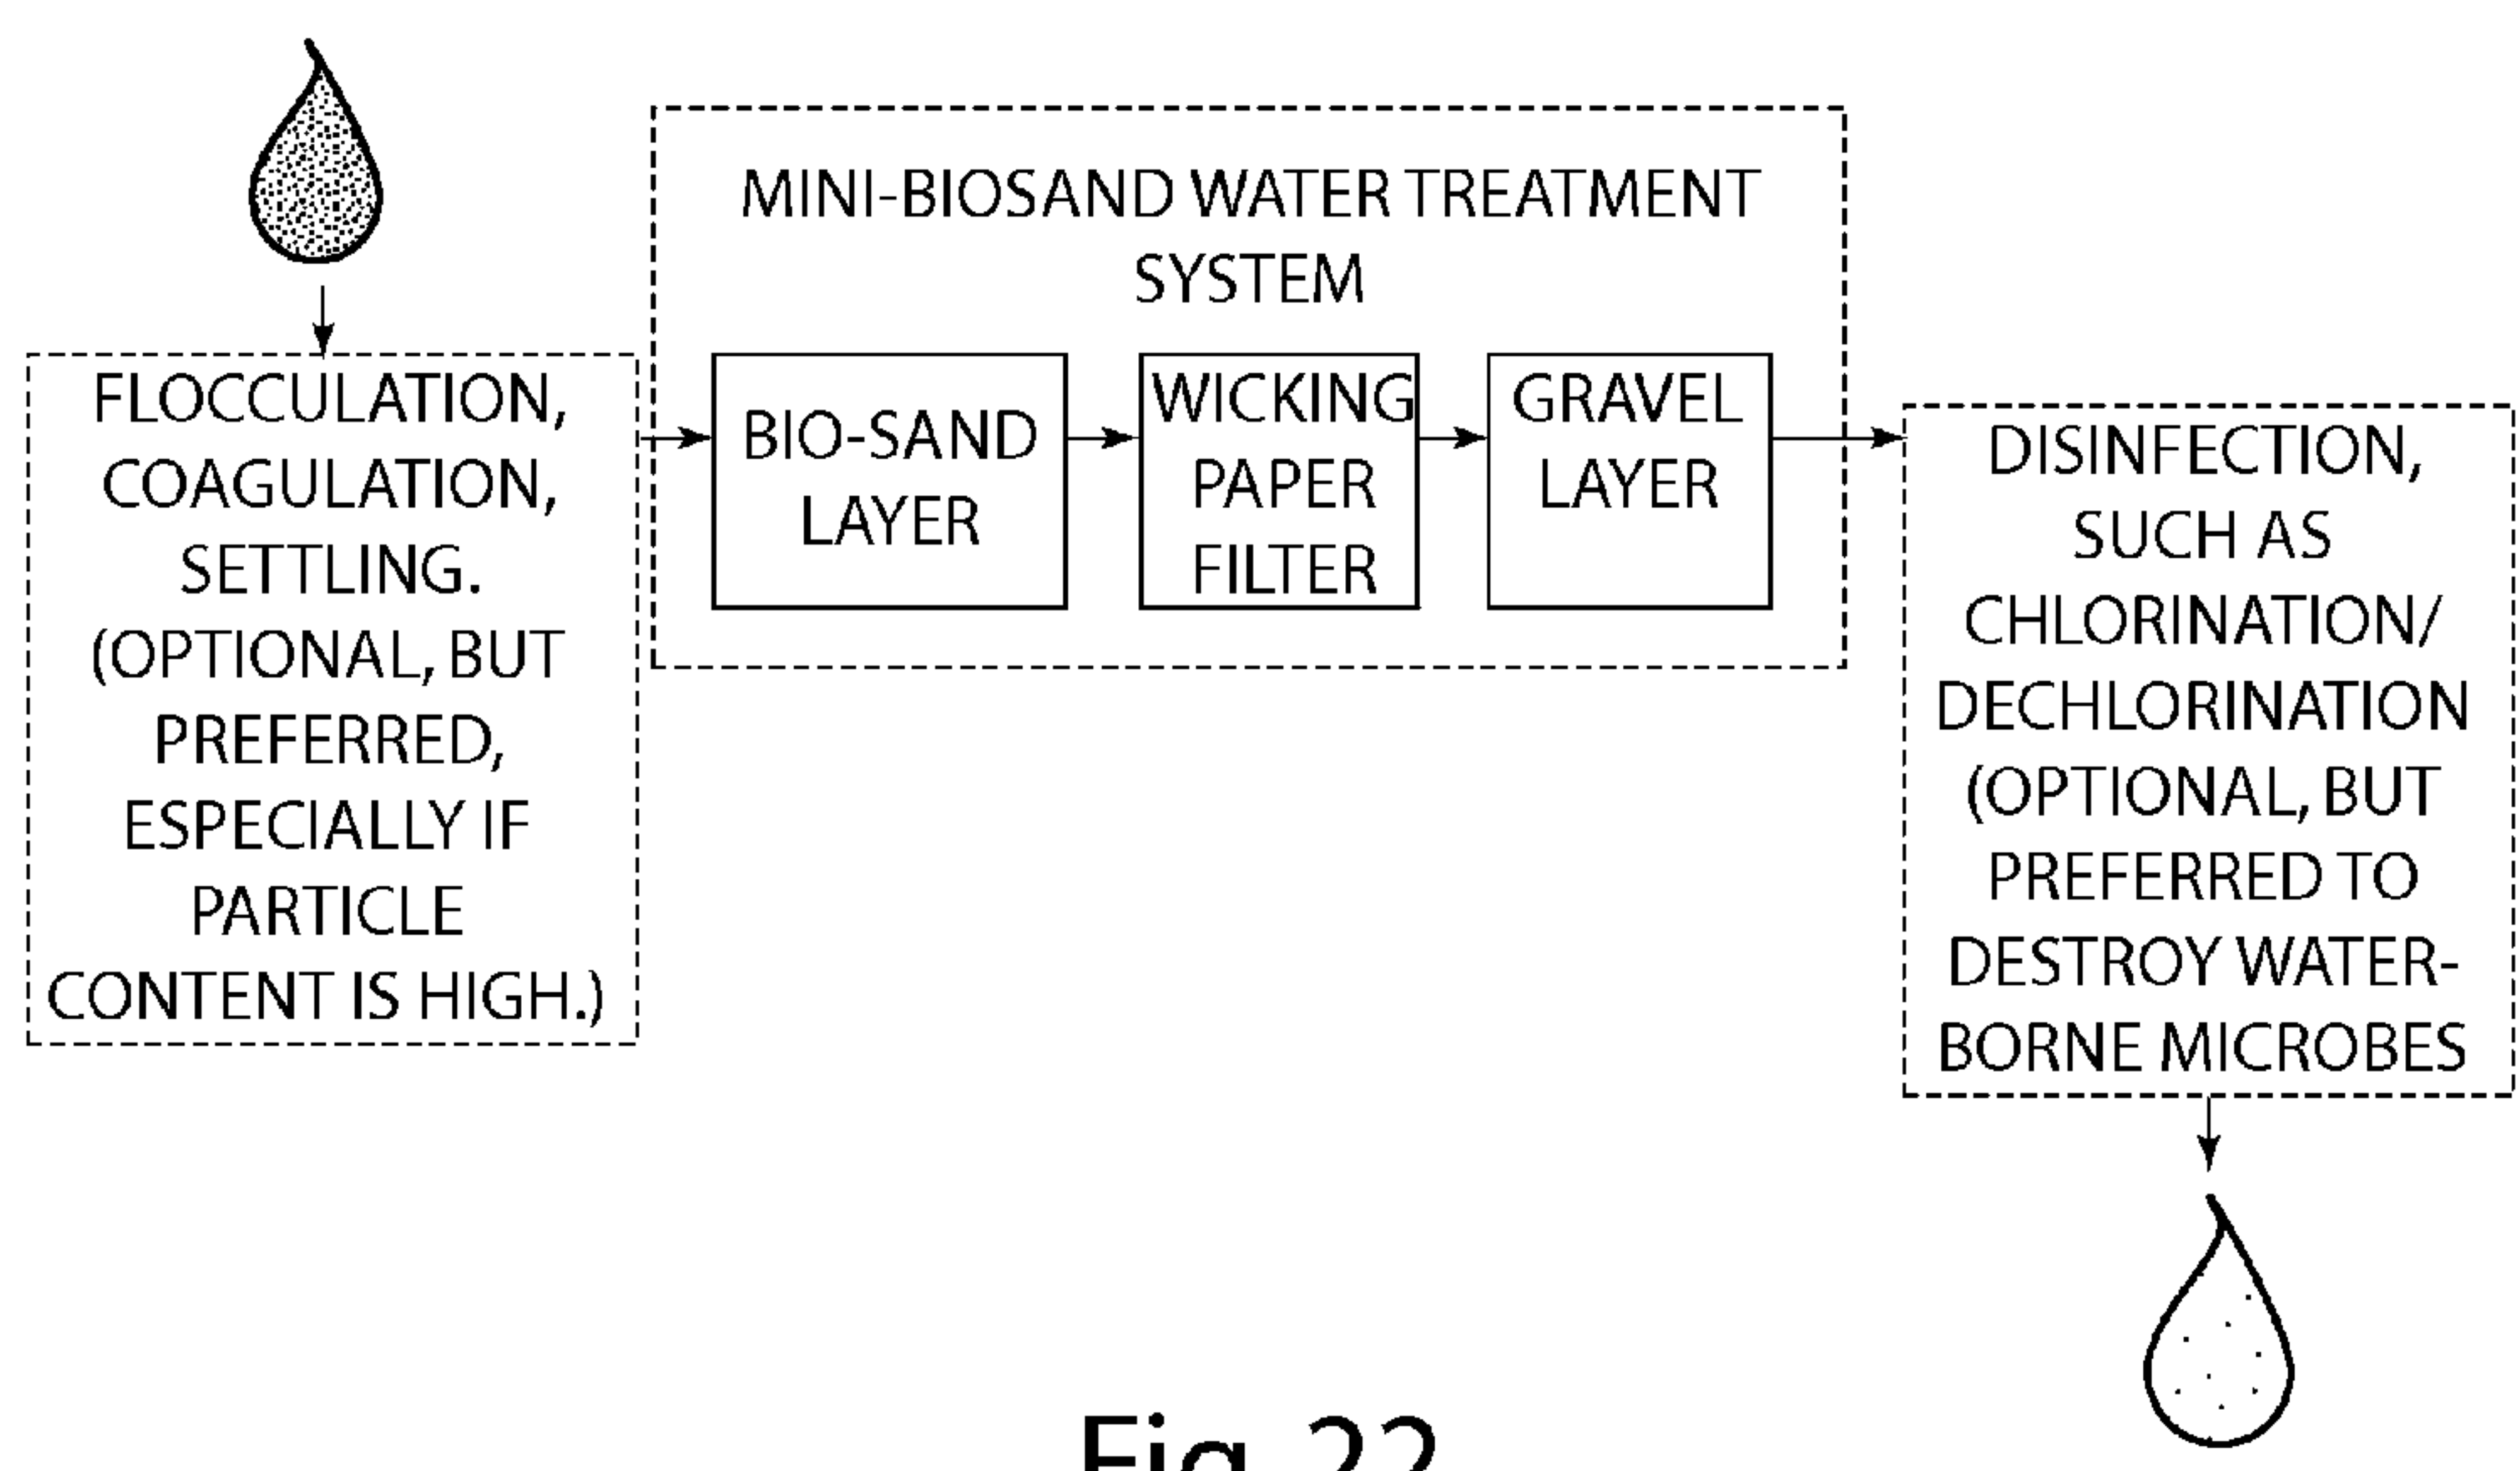 MINI-BIOSAND WATER TREATMENT
SYSTEM
FLOCCULATION,
COAGULATION,
SETTLING.
(OPTIONAL, BUT
PREFERRED,
ESPECIALLY IF
PARTICLE
CONTENT IS HIGH.)
BIO-SAND
LAYER
WICKING
PAPER
FILTER
GRAVEL
LAYER
DISINFECTION,
SUCH AS
CHLORINATION/
DECHLORINATION
(OPTIONAL, BUT
PREFERRED TO
DESTROY WATER-
BORNE MICROBES
Fig 22